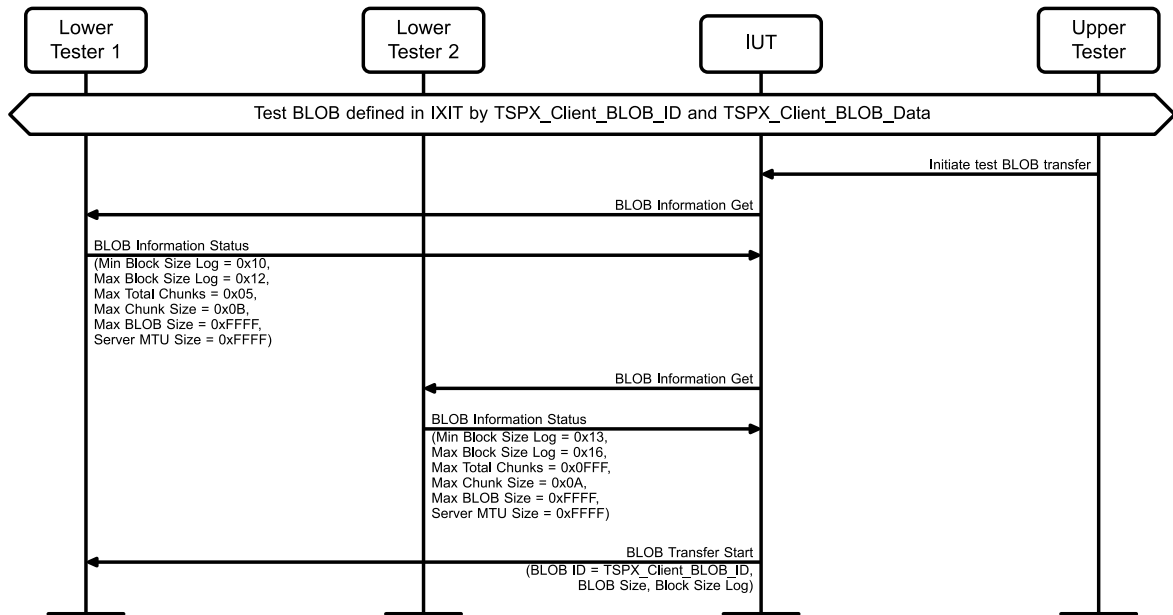 Lower
Tester 1
Lower
Tester 2
IUT
Upper
Tester
Test BLOB defined in IXIT by TSPX_Client_BLOB_ID and TSPX_Client_BLOB_Data
Initiate test BLOB transfer
BLOB Information Get
BLOB Information Status
(Min Block Size Log = 0x10,
Max Block Size Log = 0x12,
Max Total Chunks = 0x05,
Max Chunk Size = 0x0B,
Max BLOB Size = 0xFFFF,
Server MTU Size = 0xFFFF)
BLOB Information Get
BLOB Information Status
(Min Block Size Log = 0x13,
Max Block Size Log = 0x16,
Max Total Chunks = 0x0FFF,
Max Chunk Size = 0x0A,
Max BLOB Size = 0xFFFF,
Server MTU Size = 0xFFFF)
BLOB Transfer Start
(BLOB ID = TSPX_Client_BLOB_ID,
BLOB Size, Block Size Log)